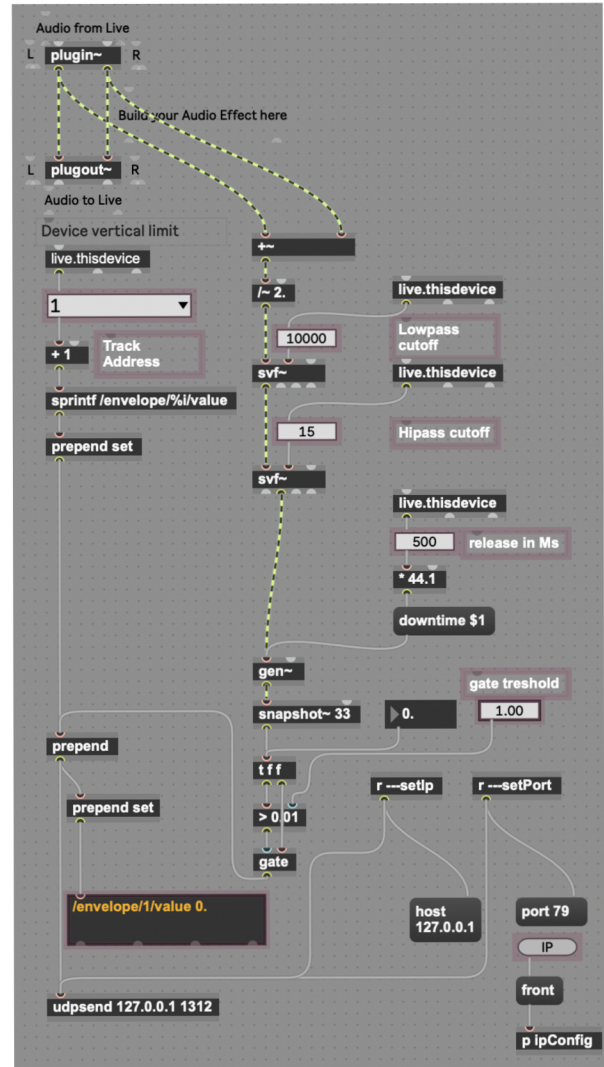 Audio from Live
L plugin~ R
Build your Audio Effect here
L plugout~ R
Audio to Live
Device vertical limit
live.thisdevice
1
+ 1
Track
Address
sprintf /envelope/%i/value
prepend set
+~
/~ 2.
live.thisdevice
10000
Lowpass
cutoff
svf~
live.thisdevice
15
Hipass cutoff
svf~
live.thisdevice
500
release in Ms
* 44.1
downtime $1
gen~
gate treshold
snapshot~ 33
0.
1.00
prepend
t f f
r ---setIp
r ---setPort
prepend set
> 0.01
gate
/envelope/1/value 0.
host
127.0.0.1
port 79
IP
front
udpsend 127.0.0.1 1312
p ipConfig